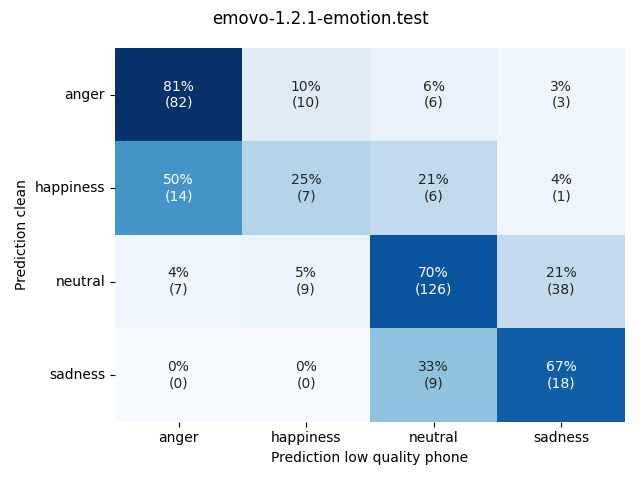 emovo-1.2.1-emotion.test
Prediction clean
anger
81%
(82)
10%
(10)
6%
(6)
3%
(3)
happiness
50%
(14)
25%
(7)
21%
(6)
4%
(1)
neutral
4%
(7)
5%
(9)
70%
(126)
21%
(38)
sadness
0%
(0)
0%
(0)
33%
(9)
67%
(18)
anger
happiness
neutral
sadness
Prediction low quality phone